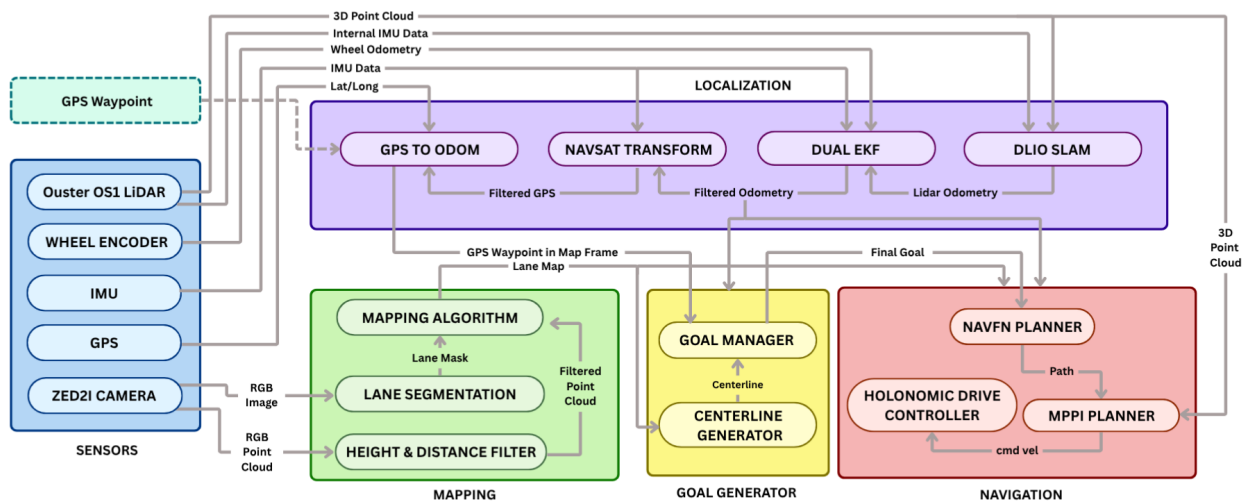 3D Point Cloud
Internal IMU Data
Wheel Odometry
IMU Data
Lat/Long
LOCALIZATION
GPS Waypoint
GPS TO ODOM
NAVSAT TRANSFORM
DUAL EKF
DLIO SLAM
Filtered GPS
Filtered Odometry
Lidar Odometry
Ouster OS1 LiDAR
WHEEL ENCODER
IMU
GPS
ZED2I CAMERA
SENSORS
RGB
Image
RGB
Point
Cloud
GPS Waypoint in Map Frame
Lane Map
Final Goal
3D
Point
Cloud
MAPPING ALGORITHM
Lane Mask
LANE SEGMENTATION
Filtered
Point
Cloud
HEIGHT & DISTANCE FILTER
MAPPING
GOAL MANAGER
Centerline
CENTERLINE
GENERATOR
GOAL GENERATOR
NAVFN PLANNER
Path
HOLONOMIC DRIVE
CONTROLLER
MPPI PLANNER
cmd vel
NAVIGATION